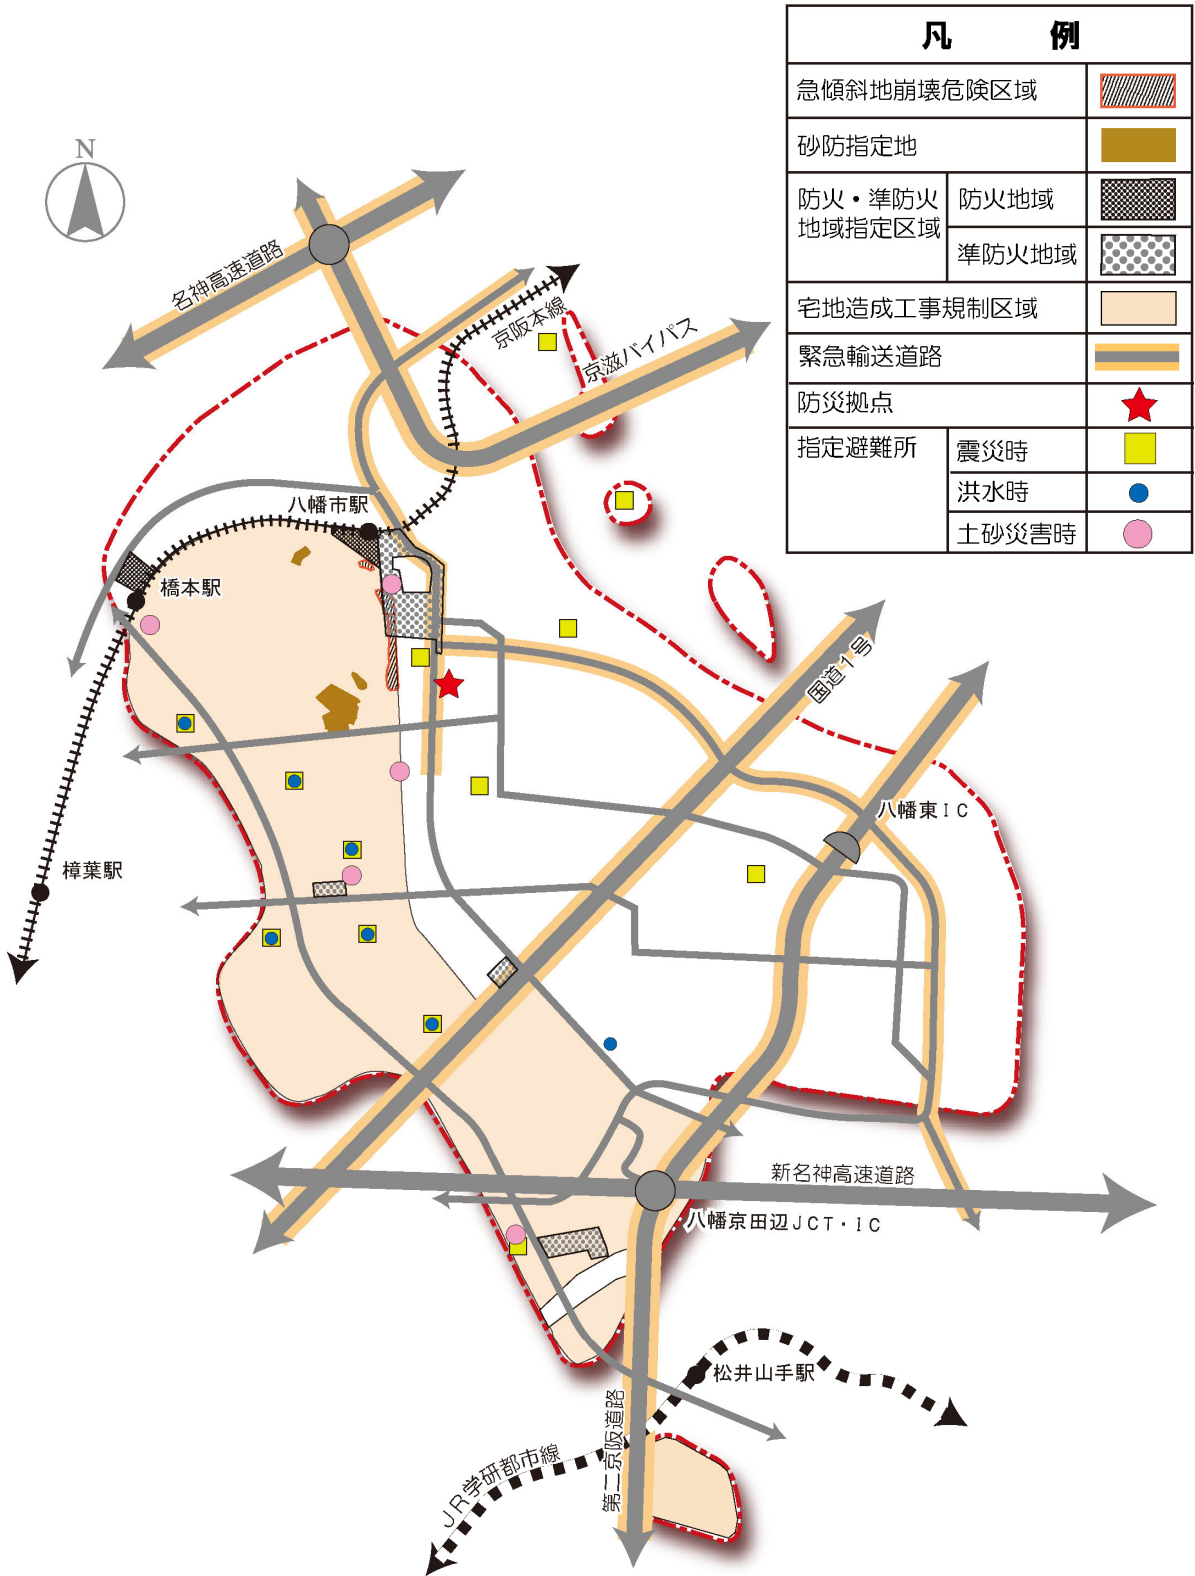 凡 例
急傾斜地崩壊危険区域
砂防指定地
防火・準防火
地域指定区域
防火地域
準防火地域
宅地造成工事規制区域
緊急輸送道路
防災拠点
指定避難所
震災時
洪水時
土砂災害時
N
名神高速道路
京阪本線
京滋バイパス
八幡市駅
橋本駅
国道1号
八幡東IC
樟葉駅
新名神高速道路
八幡京田辺JCT・IC
松井山手駅
第二京阪道路
JR学研都市線